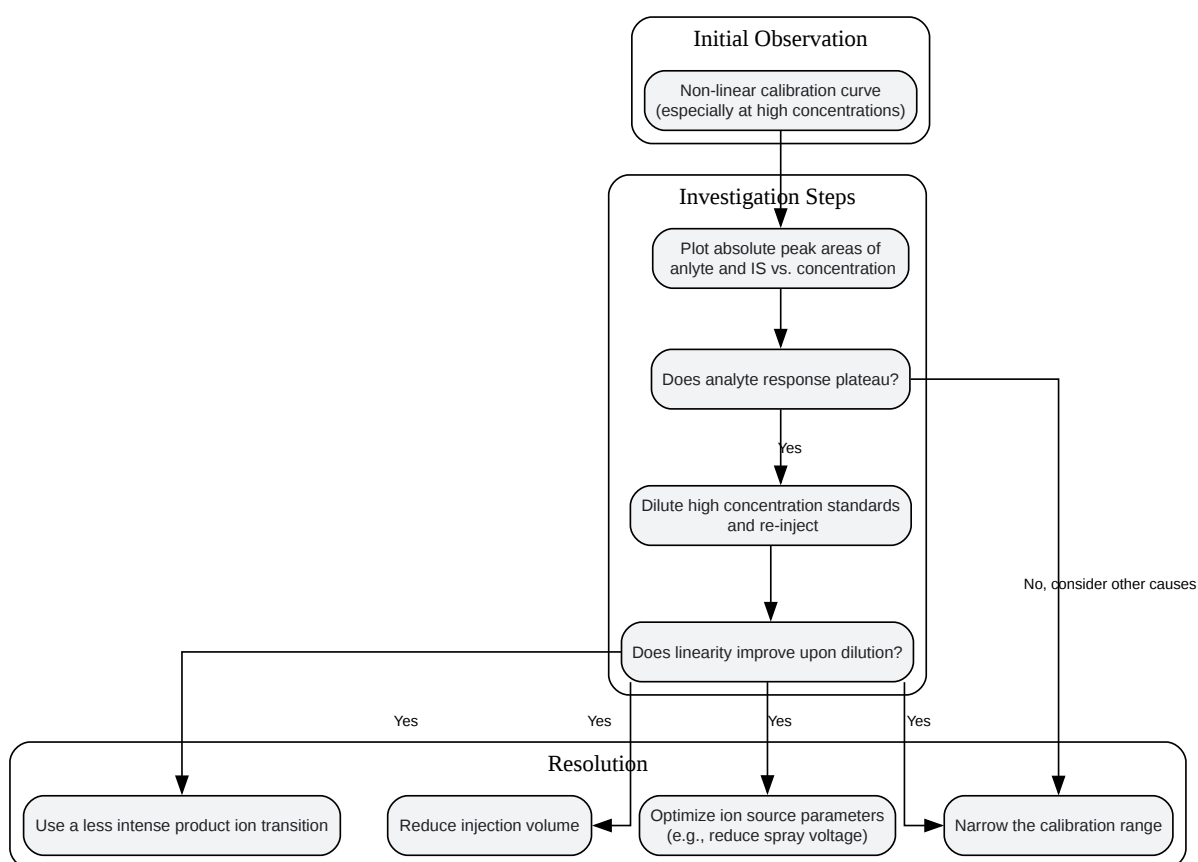 Initial Observation
Non-linear calibration curve
(especially at high concentrations)
Investigation Steps
Plot absolute peak areas of
anlyte and IS vs. concentration
Does analyte response plateau?
Yes
Dilute high concentration standards
and re-inject
No, consider other causes
Does linearity improve upon dilution?
Yes
Yes
Yes
Yes
Resolution
Use a less intense product ion transition
Reduce injection volume
Optimize ion source parameters
(e.g., reduce spray voltage)
Narrow the calibration range